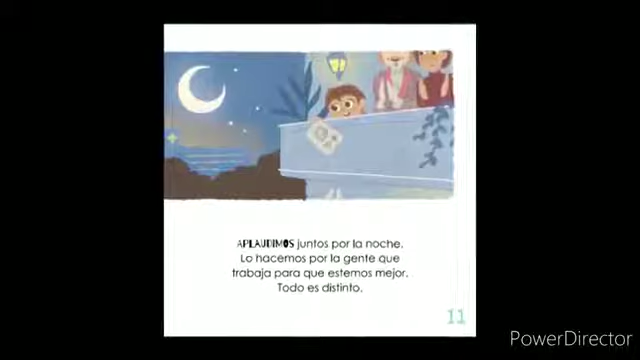 APLAUDIMOS juntos por la noche.
Lo hacemos por la gente que
trabaja para que estemos mejor.
Todo es distinto.
11
PowerDirector